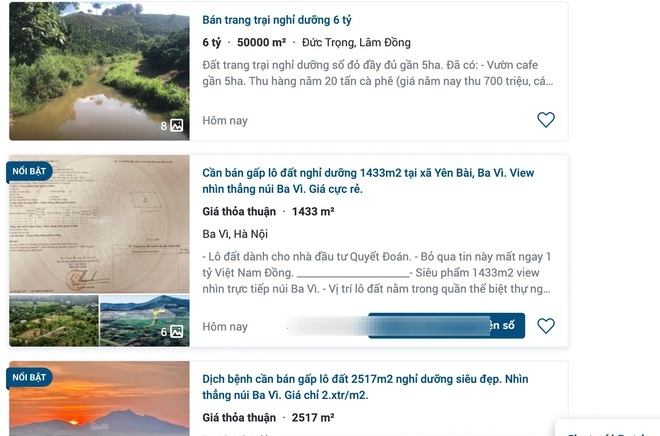 Bán trang trại nghỉ dưỡng 6 tỷ
6 tỷ · 50000 m² · Đức Trọng, Lâm Đồng
Đất trang trại nghỉ dưỡng sổ đỏ đầy đủ gần 5ha. Đã có: - Vườn cafe
gần 5ha. Thu hàng năm 20 tấn cà phê (giá năm nay thu 700 triệu, cá...
8
Hôm nay
NỔI BẬT
Cần bán gấp lô đất nghỉ dưỡng 1433m2 tại xã Yên Bài, Ba Vì. View
nhìn thẳng núi Ba Vì. Giá cực rẻ.
Giá thỏa thuận · 1433 m²
Ba Vì, Hà Nội
- Lô đất dành cho nhà đầu tư Quyết Đoán. - Bỏ qua tin này mất ngay 1
tỷ Việt Nam Đồng. ____________________- Siêu phẩm 1433m2 view
nhìn trực tiếp núi Ba Vì. - Vị trí lô đất nằm trong quần thể biệt thự ng...
6
Hôm nay
số
NỔI BẬT
Dịch bệnh cần bán gấp lô đất 2517m2 nghỉ dưỡng siêu đẹp. Nhìn
thẳng núi Ba Vì. Giá chỉ 2.xtr/m2.
Giá thỏa thuận · 2517 m²